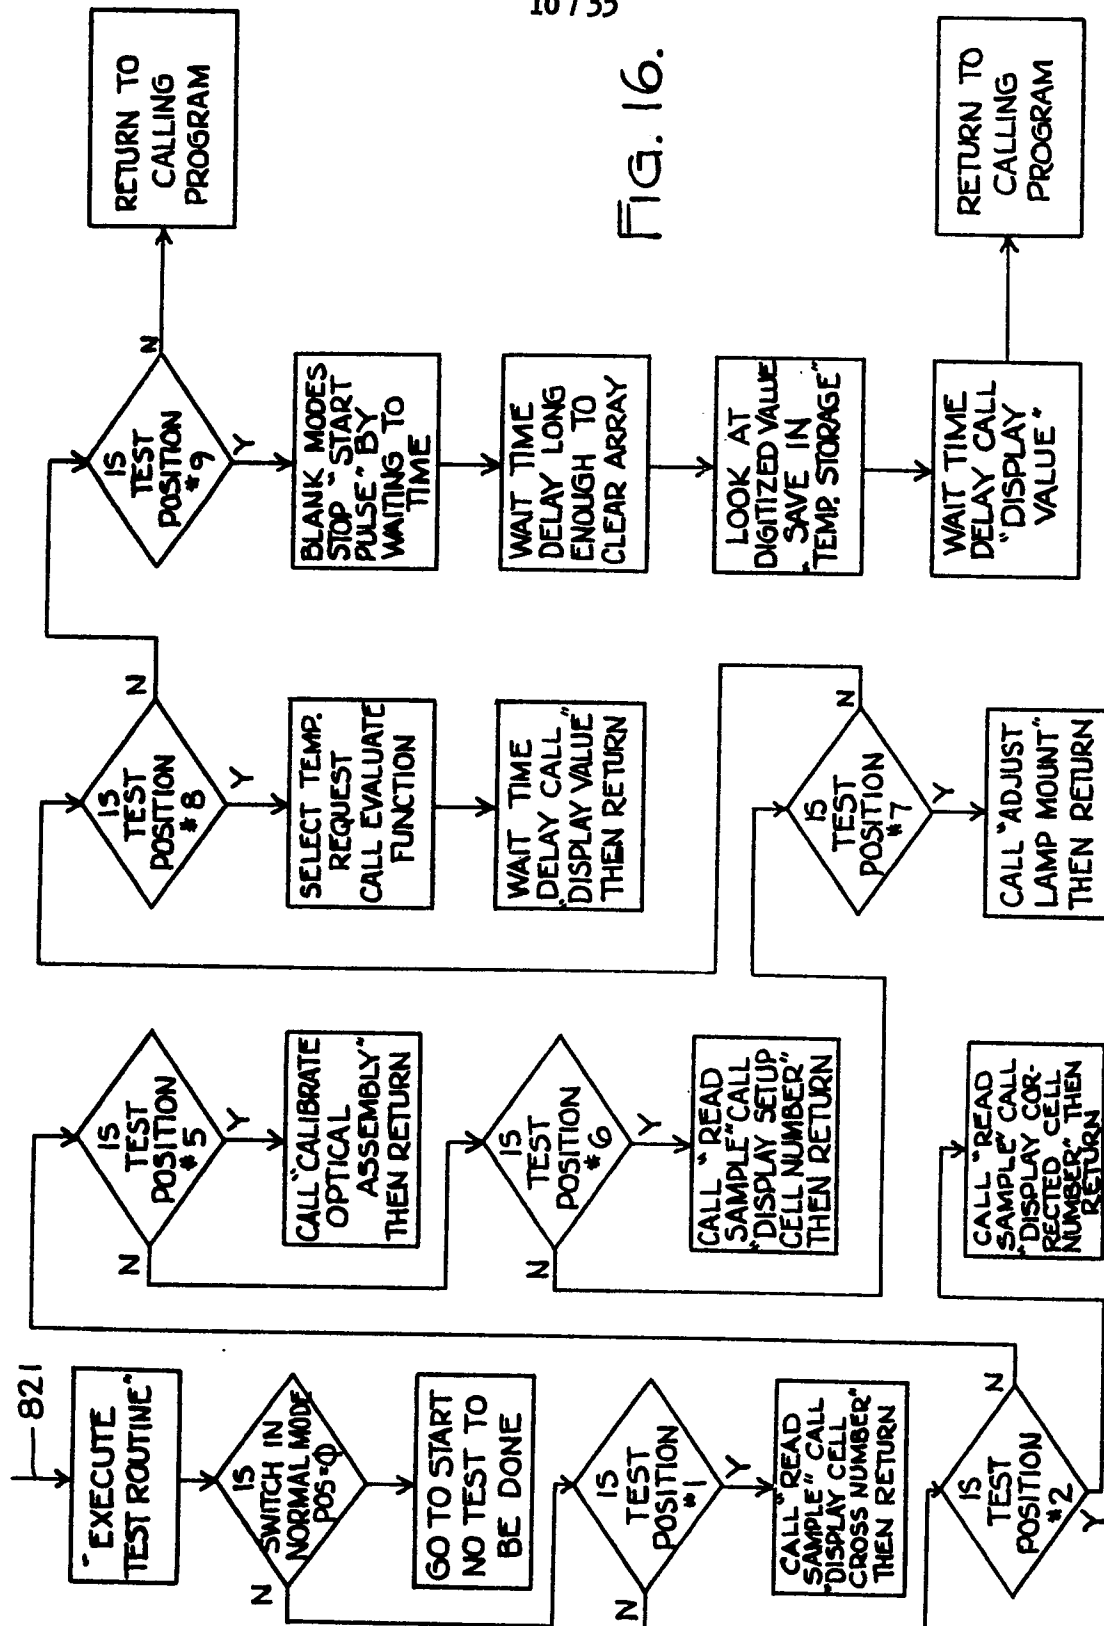 18/35
FIG. 16.
821
"EXECUTE
TEST ROUTINE"
IS
SWITCH IN
NORMAL MODE
POS=Φ
N
GO TO START
NO TEST TO
BE DONE
IS
TEST
POSITION
#1
N
Y
CALL "READ
SAMPLE" CALL
"DISPLAY CELL
CROSS NUMBER"
THEN RETURN
IS
TEST
POSITION
#2
N
Y
CALL "READ
SAMPLE" CALL
"DISPLAY COR-
RECTED CELL
NUMBER" THEN
RETURN
IS
TEST
POSITION
#5
N
Y
CALL "CALIBRATE
OPTICAL
ASSEMBLY"
THEN RETURN
IS
TEST
POSITION
#6
N
Y
CALL "READ
SAMPLE" CALL
"DISPLAY SETUP
CELL NUMBER"
THEN RETURN
IS
TEST
POSITION
#7
N
Y
CALL "ADJUST
LAMP MOUNT"
THEN RETURN
IS
TEST
POSITION
#8
N
Y
SELECT TEMP.
REQUEST
CALL EVALUATE
FUNCTION
WAIT TIME
DELAY CALL
"DISPLAY VALUE"
THEN RETURN
IS
TEST
POSITION
#9
N
Y
RETURN TO
CALLING
PROGRAM
BLANK MODES
STOP "START
PULSE" BY
WAITING TO
TIME
WAIT TIME
DELAY LONG
ENOUGH TO
CLEAR ARRAY
LOOK AT
DIGITIZED VALUE
SAVE IN
"TEMP. STORAGE"
WAIT TIME
DELAY CALL
"DISPLAY
VALUE"
RETURN TO
CALLING
PROGRAM